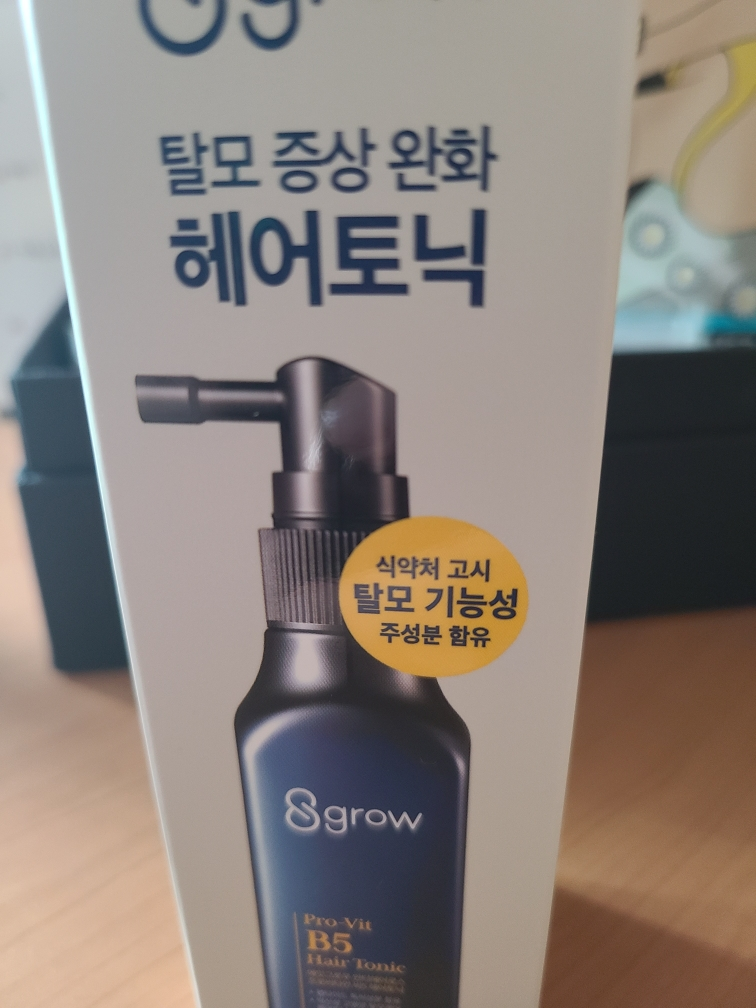 탈모 증상 완화
헤어토닉
식약처 고시
탈모 기능성
주성분 함유
grow
Pro-Vit
B5
Hair Tonic